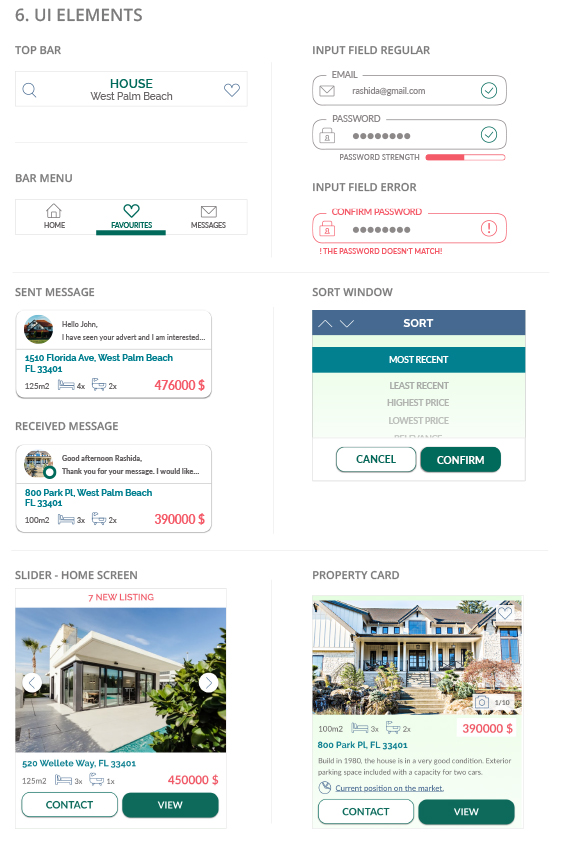 6. UI ELEMENTS
TOP BAR
HOUSE
West Palm Beach
BAR MENU
HOME
FAVOURITES
MESSAGES
INPUT FIELD REGULAR
EMAIL
rashida@gmail.com
PASSWORD
PASSWORD STRENGTH
INPUT FIELD ERROR
CONFIRM PASSWORD
! THE PASSWORD DOESN'T MATCH!
SENT MESSAGE
Hello John,
I have seen your advert and I am interested...
1510 Florida Ave, West Palm Beach
FL 33401
125m2 4x 2x 476000 $
RECEIVED MESSAGE
Good afternoon Rashida,
Thank you for your message. I would like...
800 Park Pl, West Palm Beach
FL 33401
100m2 3x 2x 390000 $
SORT WINDOW
SORT
MOST RECENT
LEAST RECENT
HIGHEST PRICE
LOWEST PRICE
RELEVANCE
CANCEL
CONFIRM
SLIDER - HOME SCREEN
7 NEW LISTING
520 Wellete Way, FL 33401
125m2 3x 1x 450000 $
CONTACT
VIEW
PROPERTY CARD
1/10
100m2 3x 2x 390000 $
800 Park Pl, FL 33401
Build in 1980, the house is in a very good condition. Exterior
parking space included with a capacity for two cars.
Current position on the market.
CONTACT
VIEW